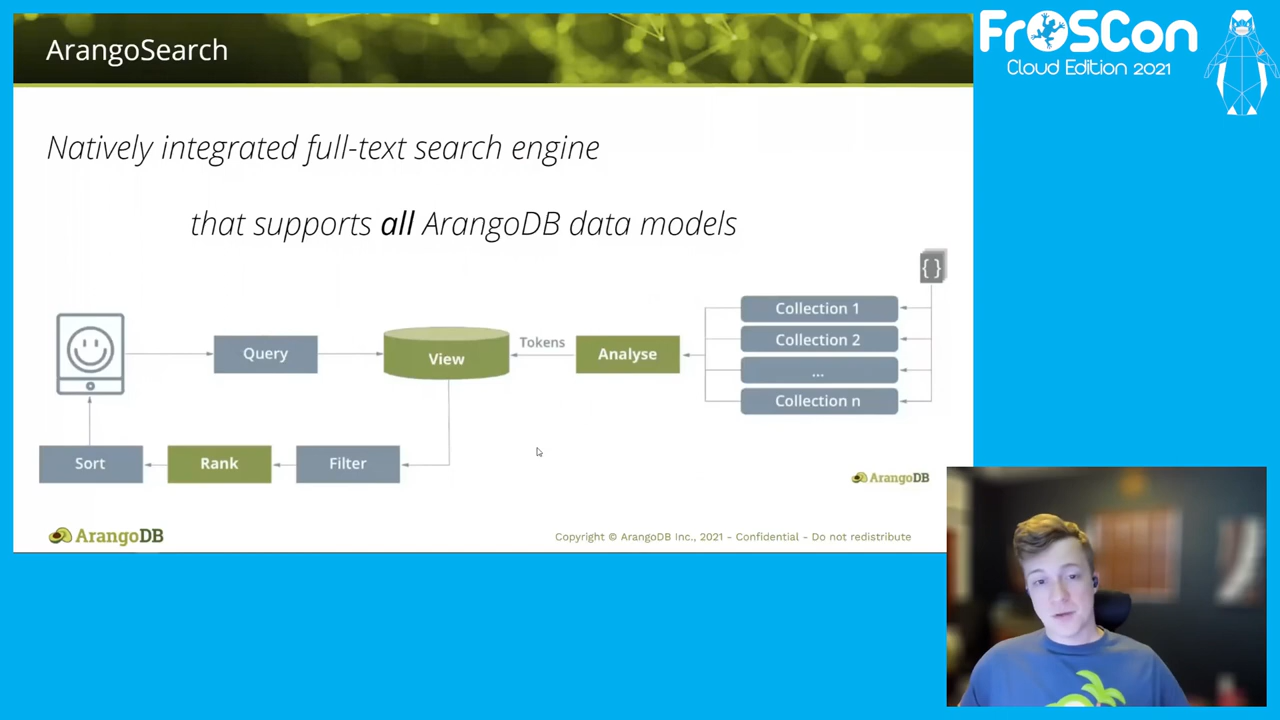 ArangoSearch
FrOSCon
Cloud Edition 2021
Natively integrated full-text search engine
that supports all ArangoDB data models
{ }
Collection 1
Collection 2
...
Collection n
Query
View
Tokens
Analyse
Sort
Rank
Filter
ArangoDB
ArangoDB
Copyright © ArangoDB Inc., 2021 - Confidential - Do not redistribute